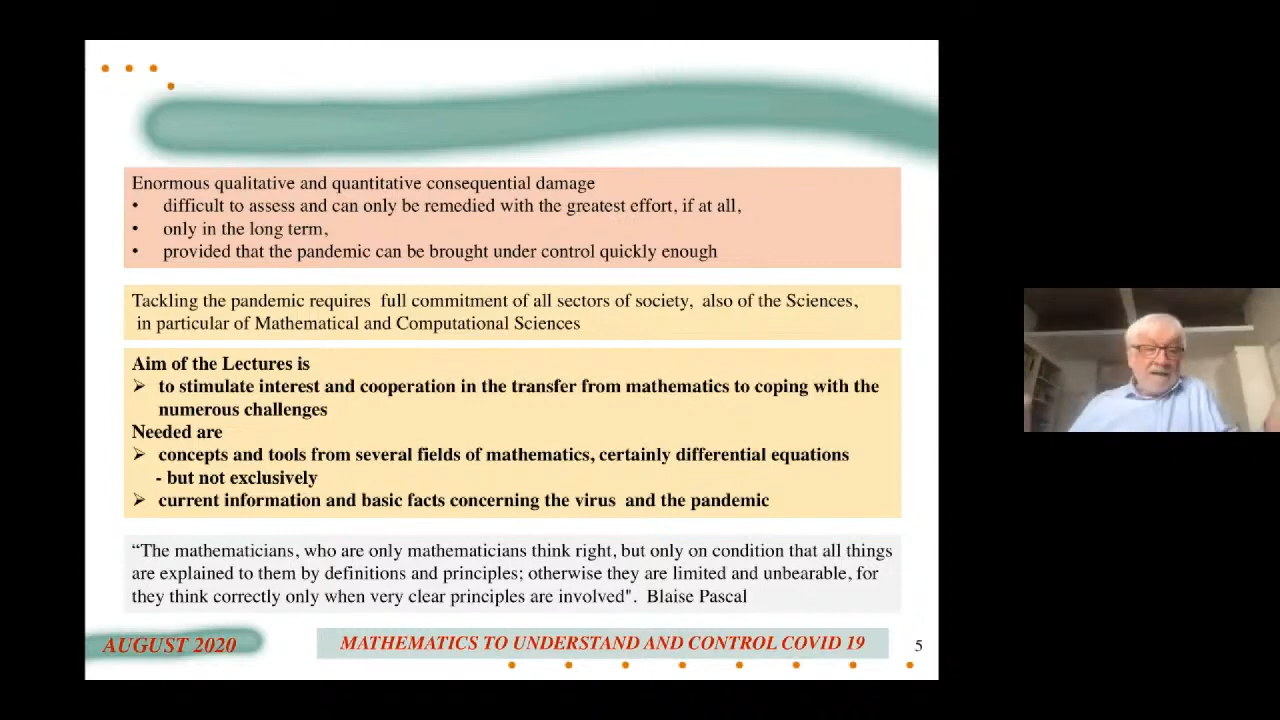 Enormous qualitative and quantitative consequential damage
• difficult to assess and can only be remedied with the greatest effort, if at all,
• only in the long term,
• provided that the pandemic can be brought under control quickly enough
Tackling the pandemic requires full commitment of all sectors of society, also of the Sciences,
in particular of Mathematical and Computational Sciences
Aim of the Lectures is
➢ to stimulate interest and cooperation in the transfer from mathematics to coping with the
numerous challenges
Needed are
➢ concepts and tools from several fields of mathematics, certainly differential equations
- but not exclusively
➢ current information and basic facts concerning the virus and the pandemic
“The mathematicians, who are only mathematicians think right, but only on condition that all things
are explained to them by definitions and principles; otherwise they are limited and unbearable, for
they think correctly only when very clear principles are involved". Blaise Pascal
AUGUST 2020
MATHEMATICS TO UNDERSTAND AND CONTROL COVID 19
5